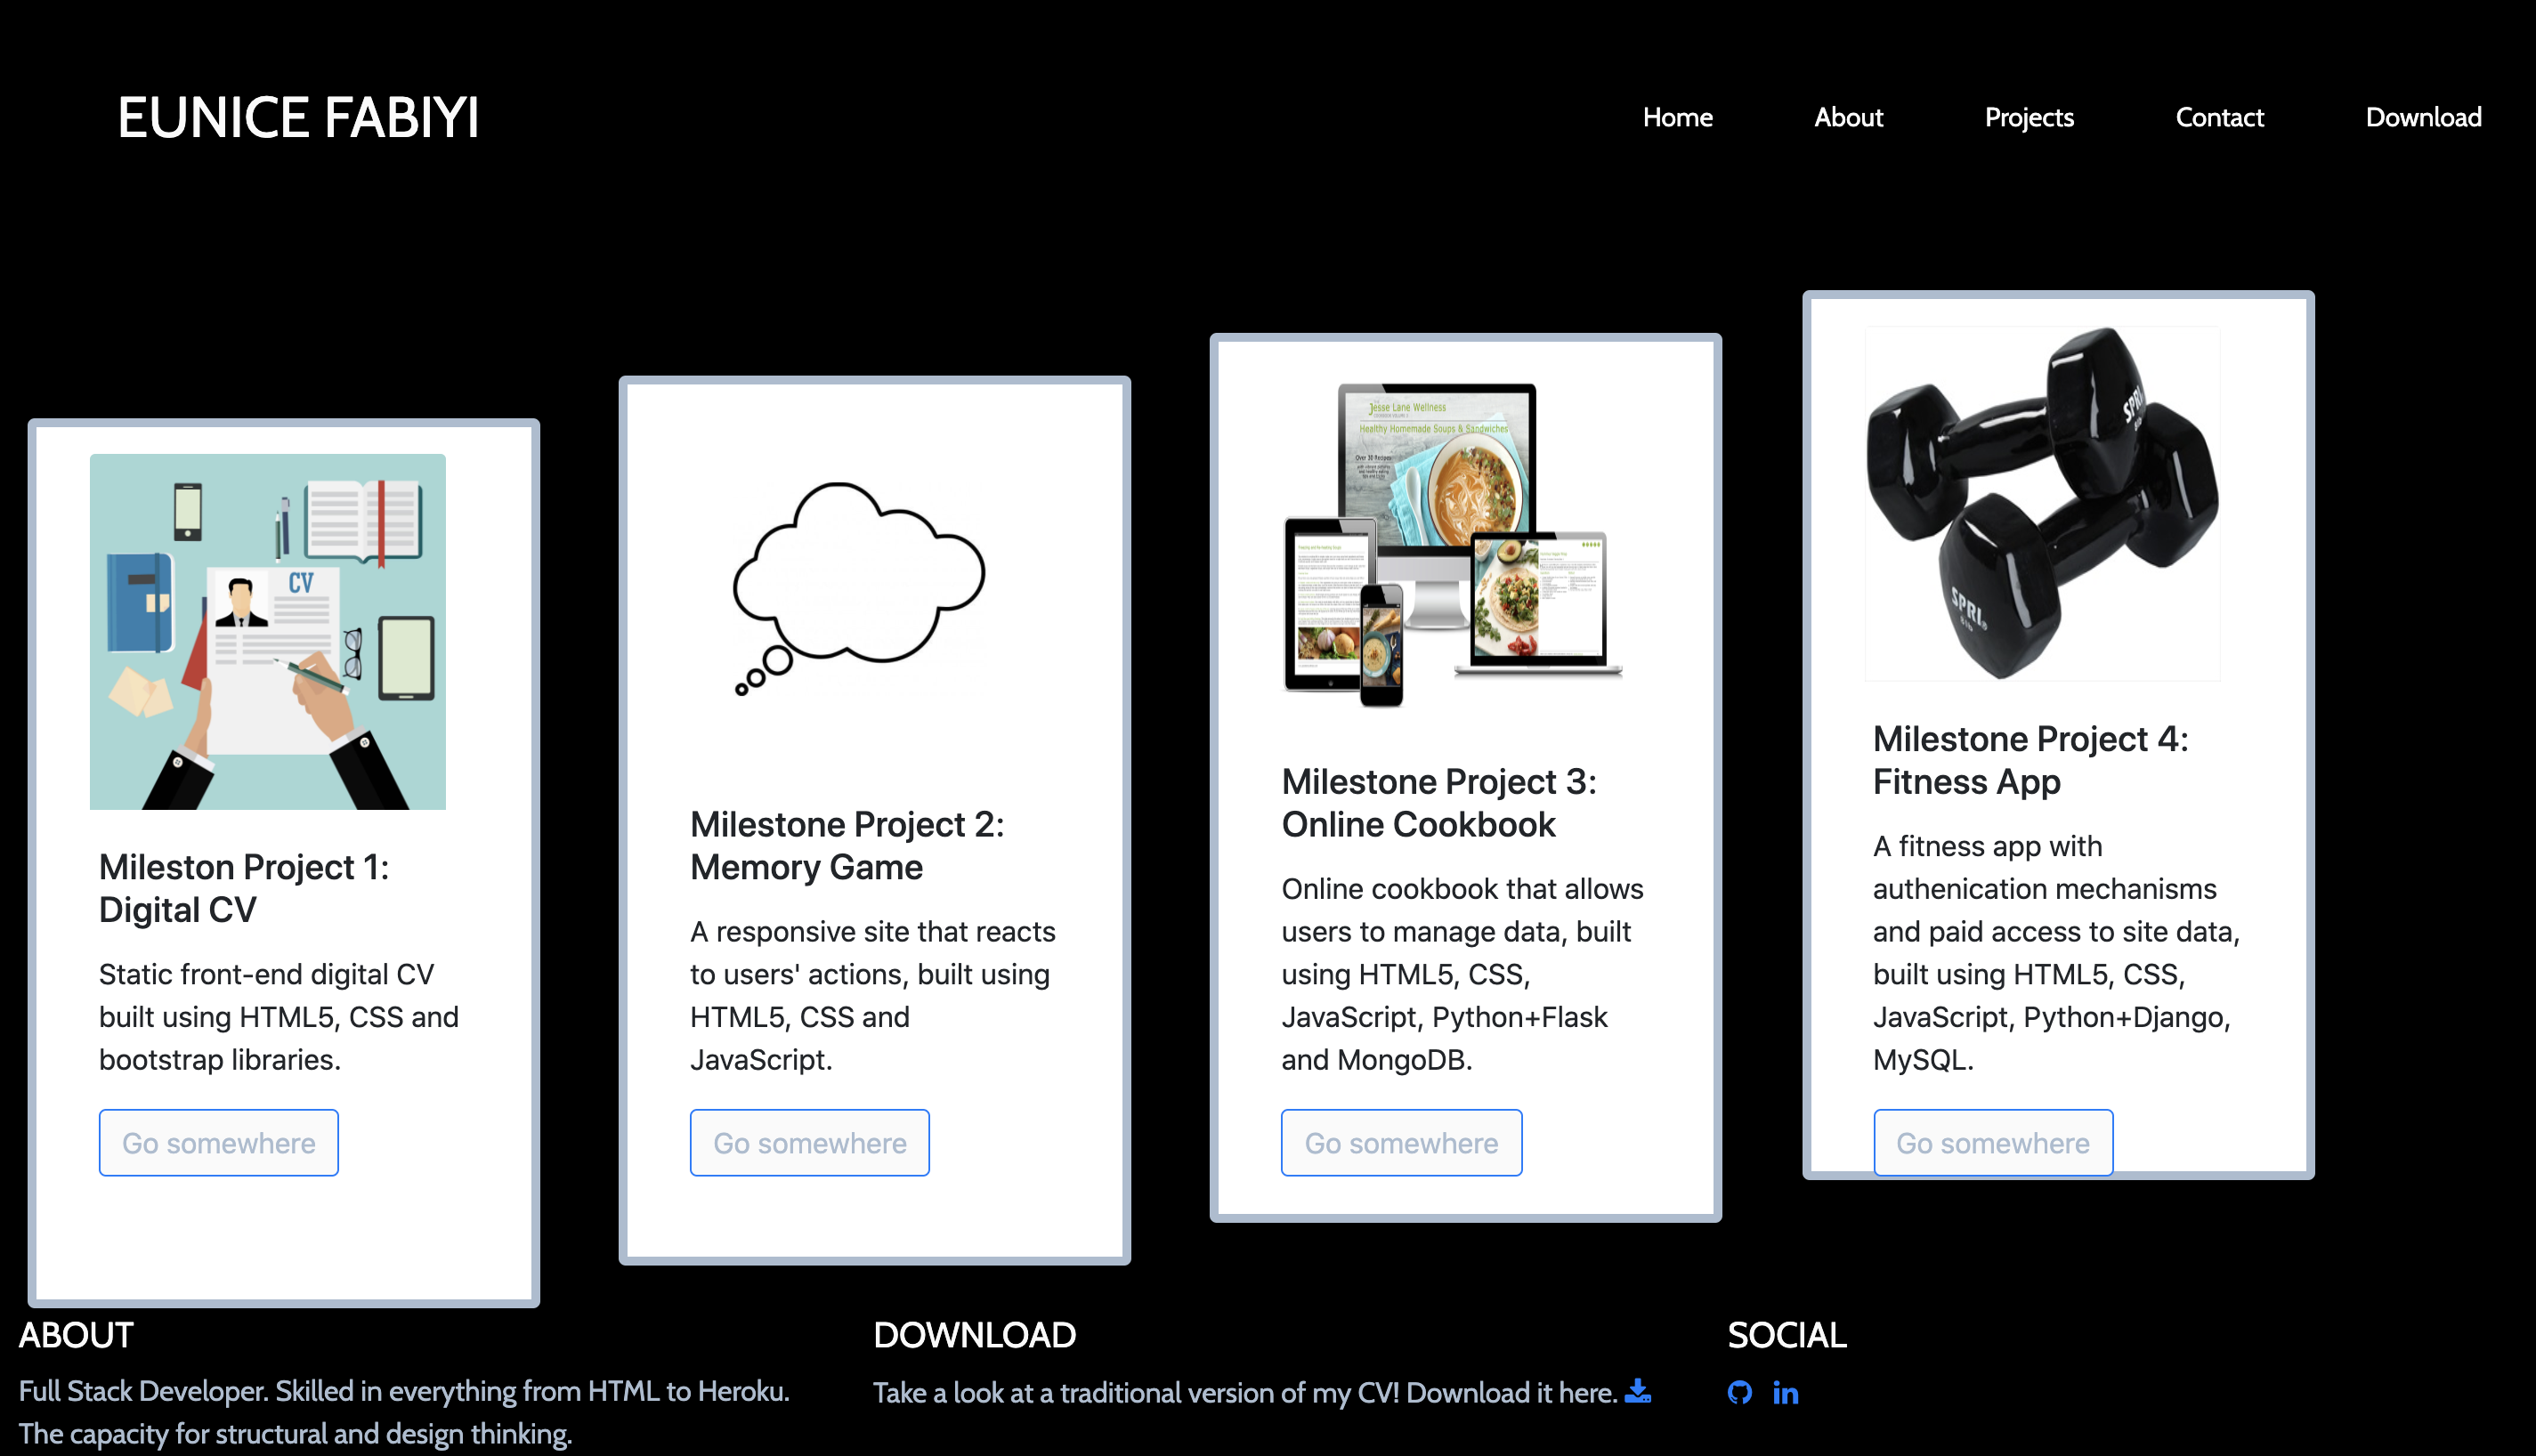 EUNICE FABIYI
Home
About
Projects
Contact
Download
CV
Mileston Project 1:
Digital CV
Static front-end digital CV
built using HTML5, CSS and
bootstrap libraries.
Go somewhere
Milestone Project 2:
Memory Game
A responsive site that reacts
to users' actions, built using
HTML5, CSS and
JavaScript.
Go somewhere
Jesse Lane Wellness
Healthy Homemade Soups & Sandwiches
Over 30 Recipes
Milestone Project 3:
Online Cookbook
Online cookbook that allows
users to manage data, built
using HTML5, CSS,
JavaScript, Python+Flask
and MongoDB.
Go somewhere
SPRI
SPRI
Milestone Project 4:
Fitness App
A fitness app with
authenication mechanisms
and paid access to site data,
built using HTML5, CSS,
JavaScript, Python+Django,
MySQL.
Go somewhere
ABOUT
Full Stack Developer. Skilled in everything from HTML to Heroku.
The capacity for structural and design thinking.
DOWNLOAD
Take a look at a traditional version of my CV! Download it here.
SOCIAL
in